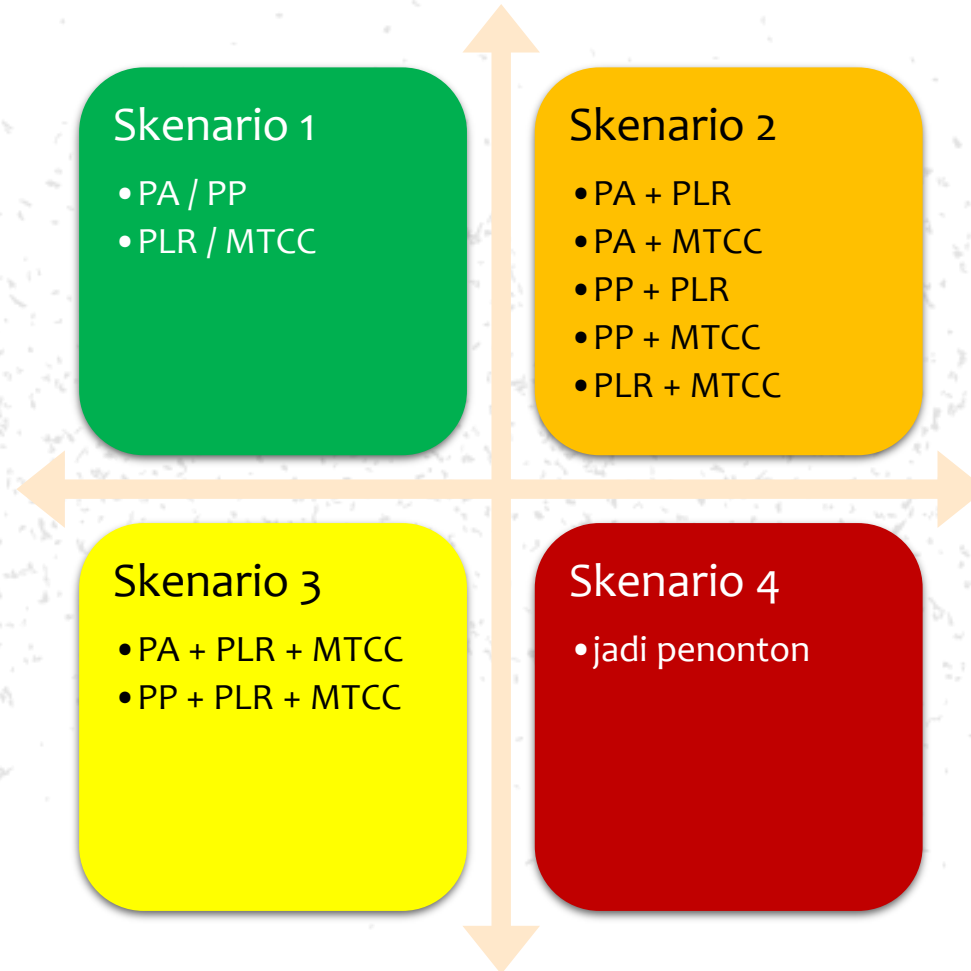 Skenario 1
•PA / PP
•PLR / MTCC
Skenario 2
•PA + PLR
•PA + MTCC
•PP + PLR
•PP + MTCC
•PLR + MTCC
Skenario 3
•PA + PLR + MTCC
•PP + PLR + MTCC
Skenario 4
•jadi penonton